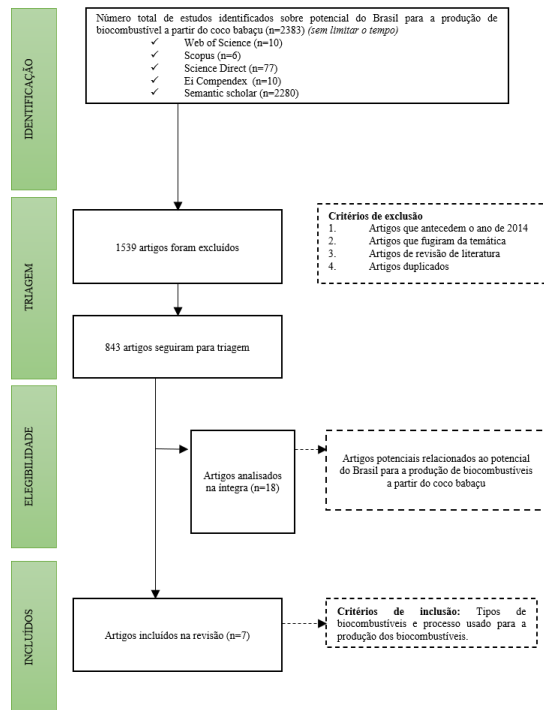 IDENTIFICAÇÃO
Número total de estudos identificados sobre potencial do Brasil para a produção de
biocombustível a partir do coco babaçu (n=2383) (sem limitar o tempo)
✓ Web of Science (n=10)
✓ Scopus (n=6)
✓ Science Direct (n=77)
✓ Ei Compendex (n=10)
✓ Semantic scholar (n=2280)
TRIAGEM
1539 artigos foram excluídos
Critérios de exclusão
1. Artigos que antecedem o ano de 2014
2. Artigos que fugiram da temática
3. Artigos de revisão de literatura
4. Artigos duplicados
843 artigos seguiram para triagem
ELEGIBILIDADE
Artigos analisados
na íntegra (n=18)
Artigos potenciais relacionados ao potencial
do Brasil para a produção de biocombustíveis
a partir do coco babaçu
INCLUÍDOS
Artigos incluídos na revisão (n=7)
Critérios de inclusão: Tipos de
biocombustíveis e processo usado para a
produção dos biocombustíveis.